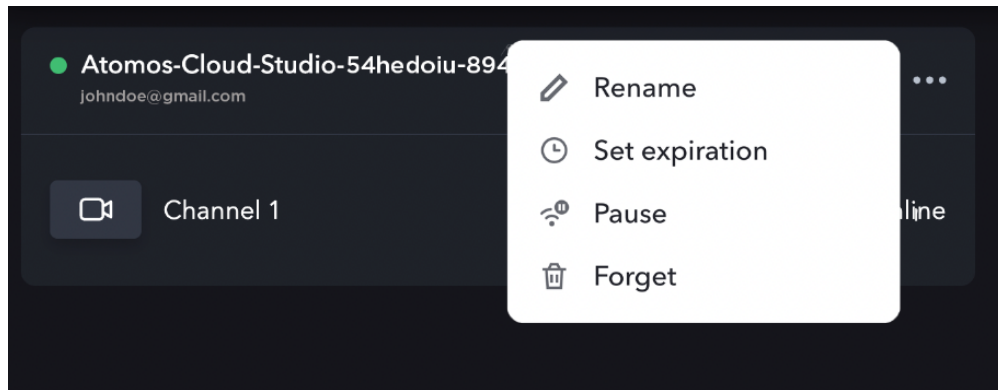 Atomos-Cloud-Studio-54hedoiu-894
johndoe@gmail.com
Channel 1
Rename
Set expiration
Pause
Forget